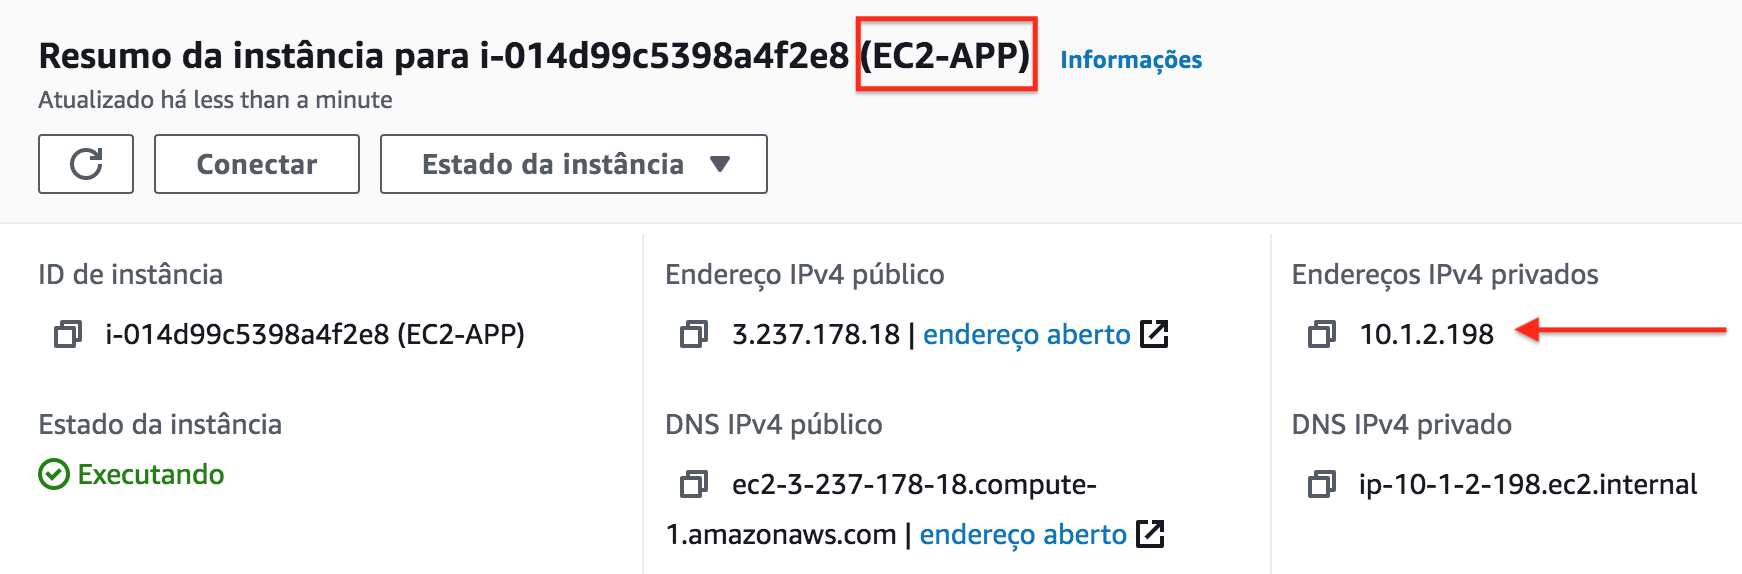 Resumo da instância para i-014d99c5398a4f2e8 (EC2-APP) Informações
Atualizado há less than a minute
Conectar
Estado da instância
ID de instância
i-014d99c5398a4f2e8 (EC2-APP)
Endereço IPv4 público
3.237.178.18 | endereço aberto
Endereços IPv4 privados
10.1.2.198
Estado da instância
Executando
DNS IPv4 público
ec2-3-237-178-18.compute-
1.amazonaws.com | endereço aberto
DNS IPv4 privado
ip-10-1-2-198.ec2.internal